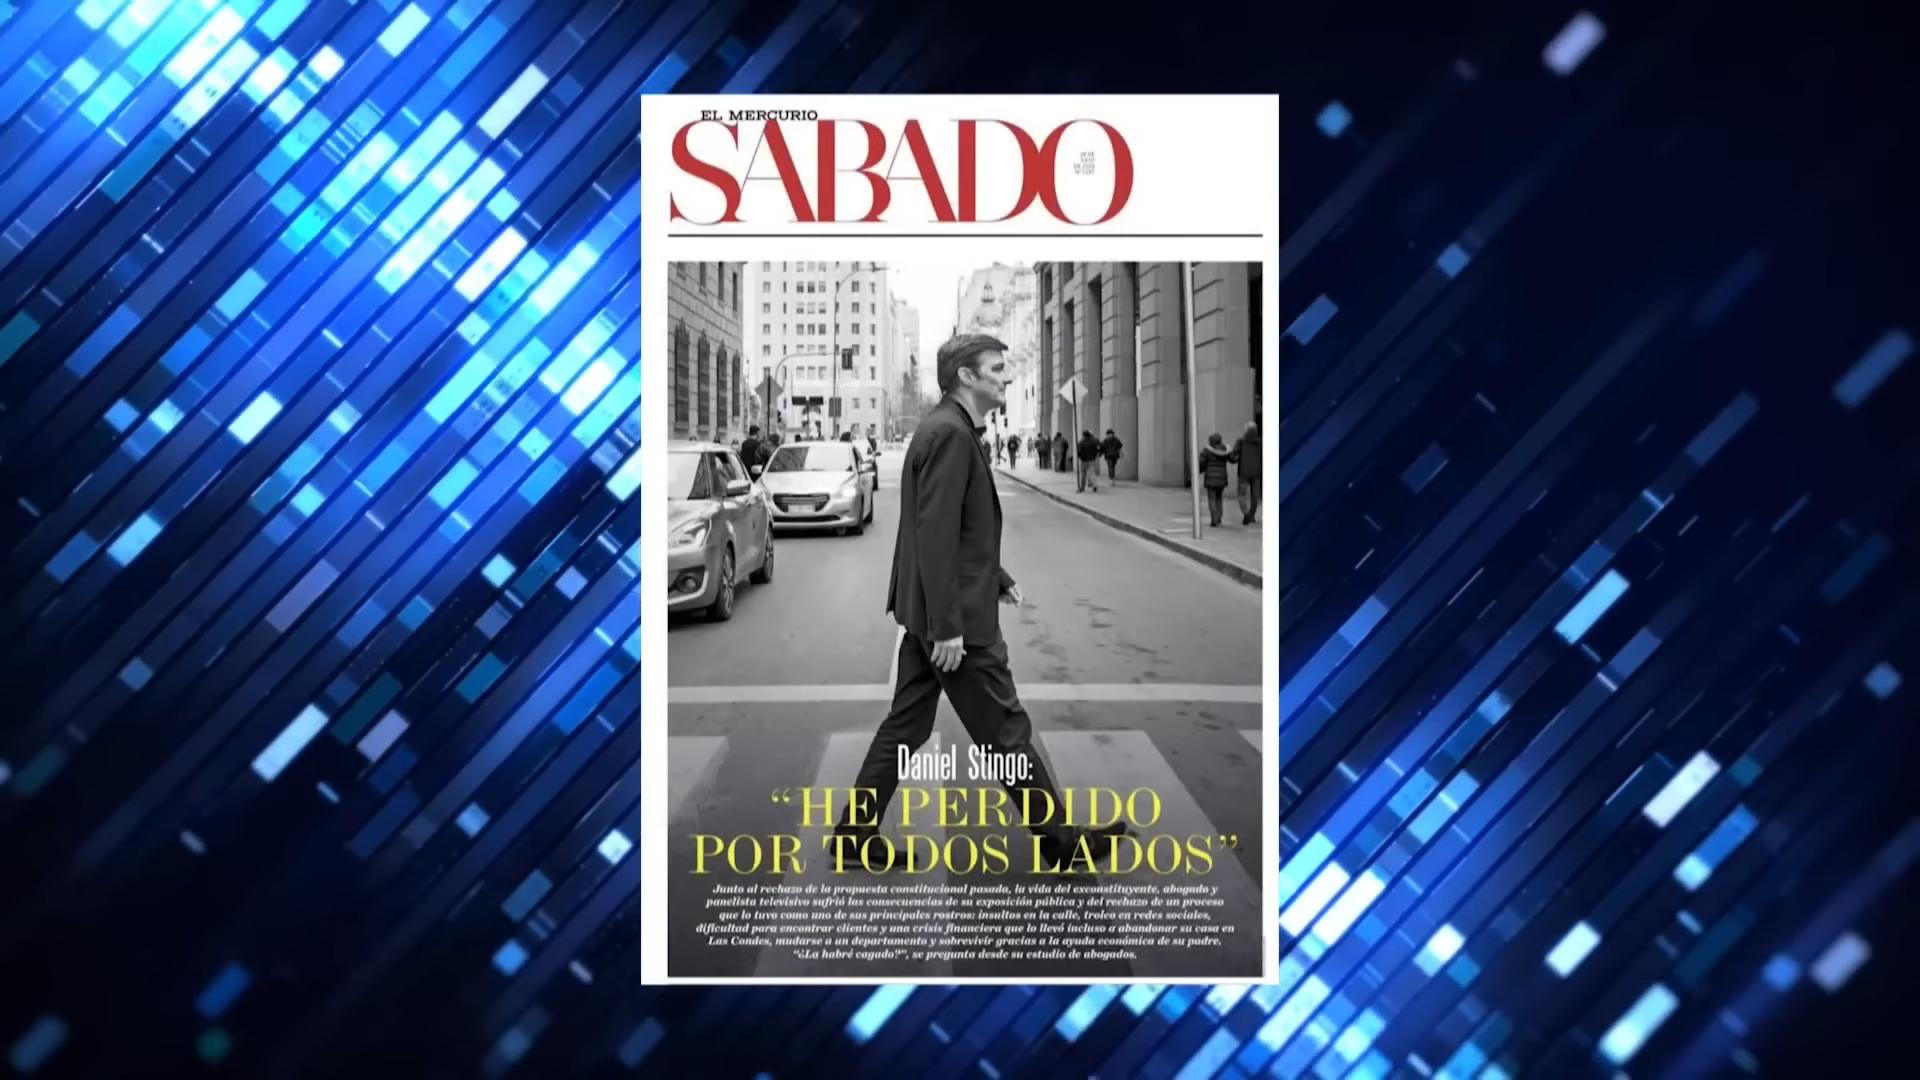 EL MERCURIO
SÁBADO
Daniel Stingo:
“HE PERDIDO
POR TODOS LADOS”
Junto al rechazo de la propuesta constitucional pasada, la vida del exconstituyente, abogado y
panelista televisivo sufrió las consecuencias de su exposición pública y del rechazo de un proceso
que lo tuvo como uno de sus principales rostros: insultos en la calle, troleo en redes sociales,
dificultad para encontrar clientes y una crisis financiera que lo llevó incluso a abandonar su casa en
Las Condes, mudarse a un departamento y sobrevivir gracias a la ayuda económica de su padre.
“¿La habré cagado?”, se pregunta desde su estudio de abogados.